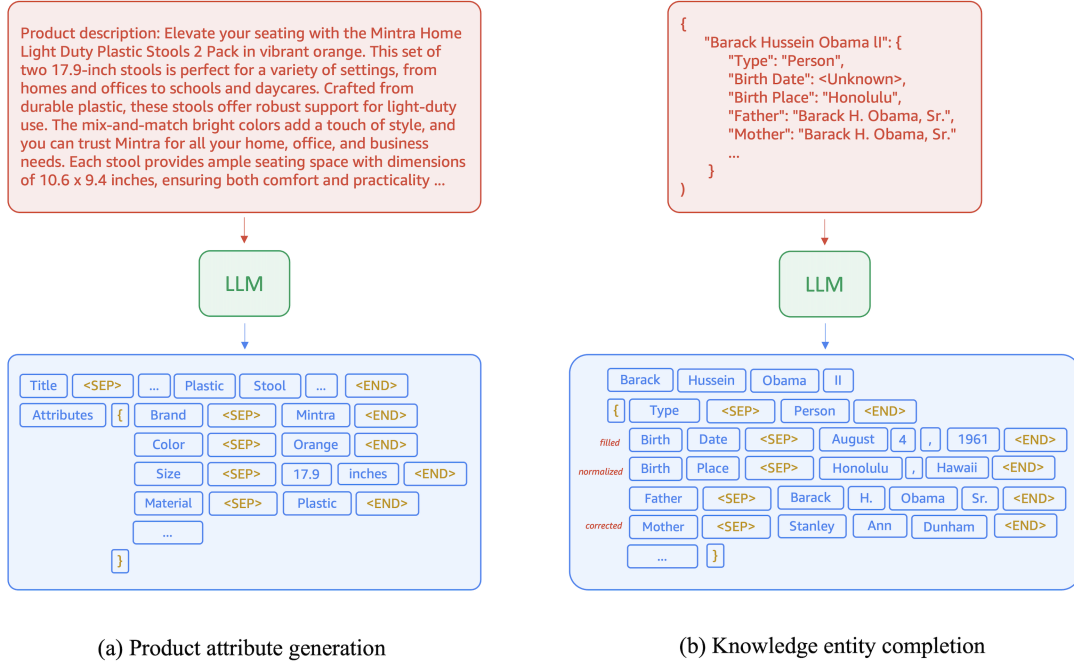 Product description: Elevate your seating with the Mintra Home
Light Duty Plastic Stools 2 Pack in vibrant orange. This set of
two 17.9-inch stools is perfect for a variety of settings, from
homes and offices to schools and daycares. Crafted from
durable plastic, these stools offer robust support for light-duty
use. The mix-and-match bright colors add a touch of style, and
you can trust Mintra for all your home, office, and business
needs. Each stool provides ample seating space with dimensions
of 10.6 x 9.4 inches, ensuring both comfort and practicality ...
LLM
Title <SEP> ... Plastic Stool ... <END>
Attributes { Brand <SEP> Mintra <END>
Color <SEP> Orange <END>
Size <SEP> 17.9 inches <END>
Material <SEP> Plastic <END>
...
}
(a) Product attribute generation
{
"Barack Hussein Obama lI": {
"Type": "Person",
"Birth Date": <Unknown>,
"Birth Place": "Honolulu",
"Father": "Barack H. Obama, Sr.",
"Mother": "Barack H. Obama, Sr."
...
}
)
LLM
Barack Hussein Obama II
{ Type <SEP> Person <END>
filled Birth Date <SEP> August 4 , 1961 <END>
normalized Birth Place <SEP> Honolulu , Hawaii <END>
Father <SEP> Barack H. Obama Sr. <END>
corrected Mother <SEP> Stanley Ann Dunham <END>
... }
(b) Knowledge entity completion